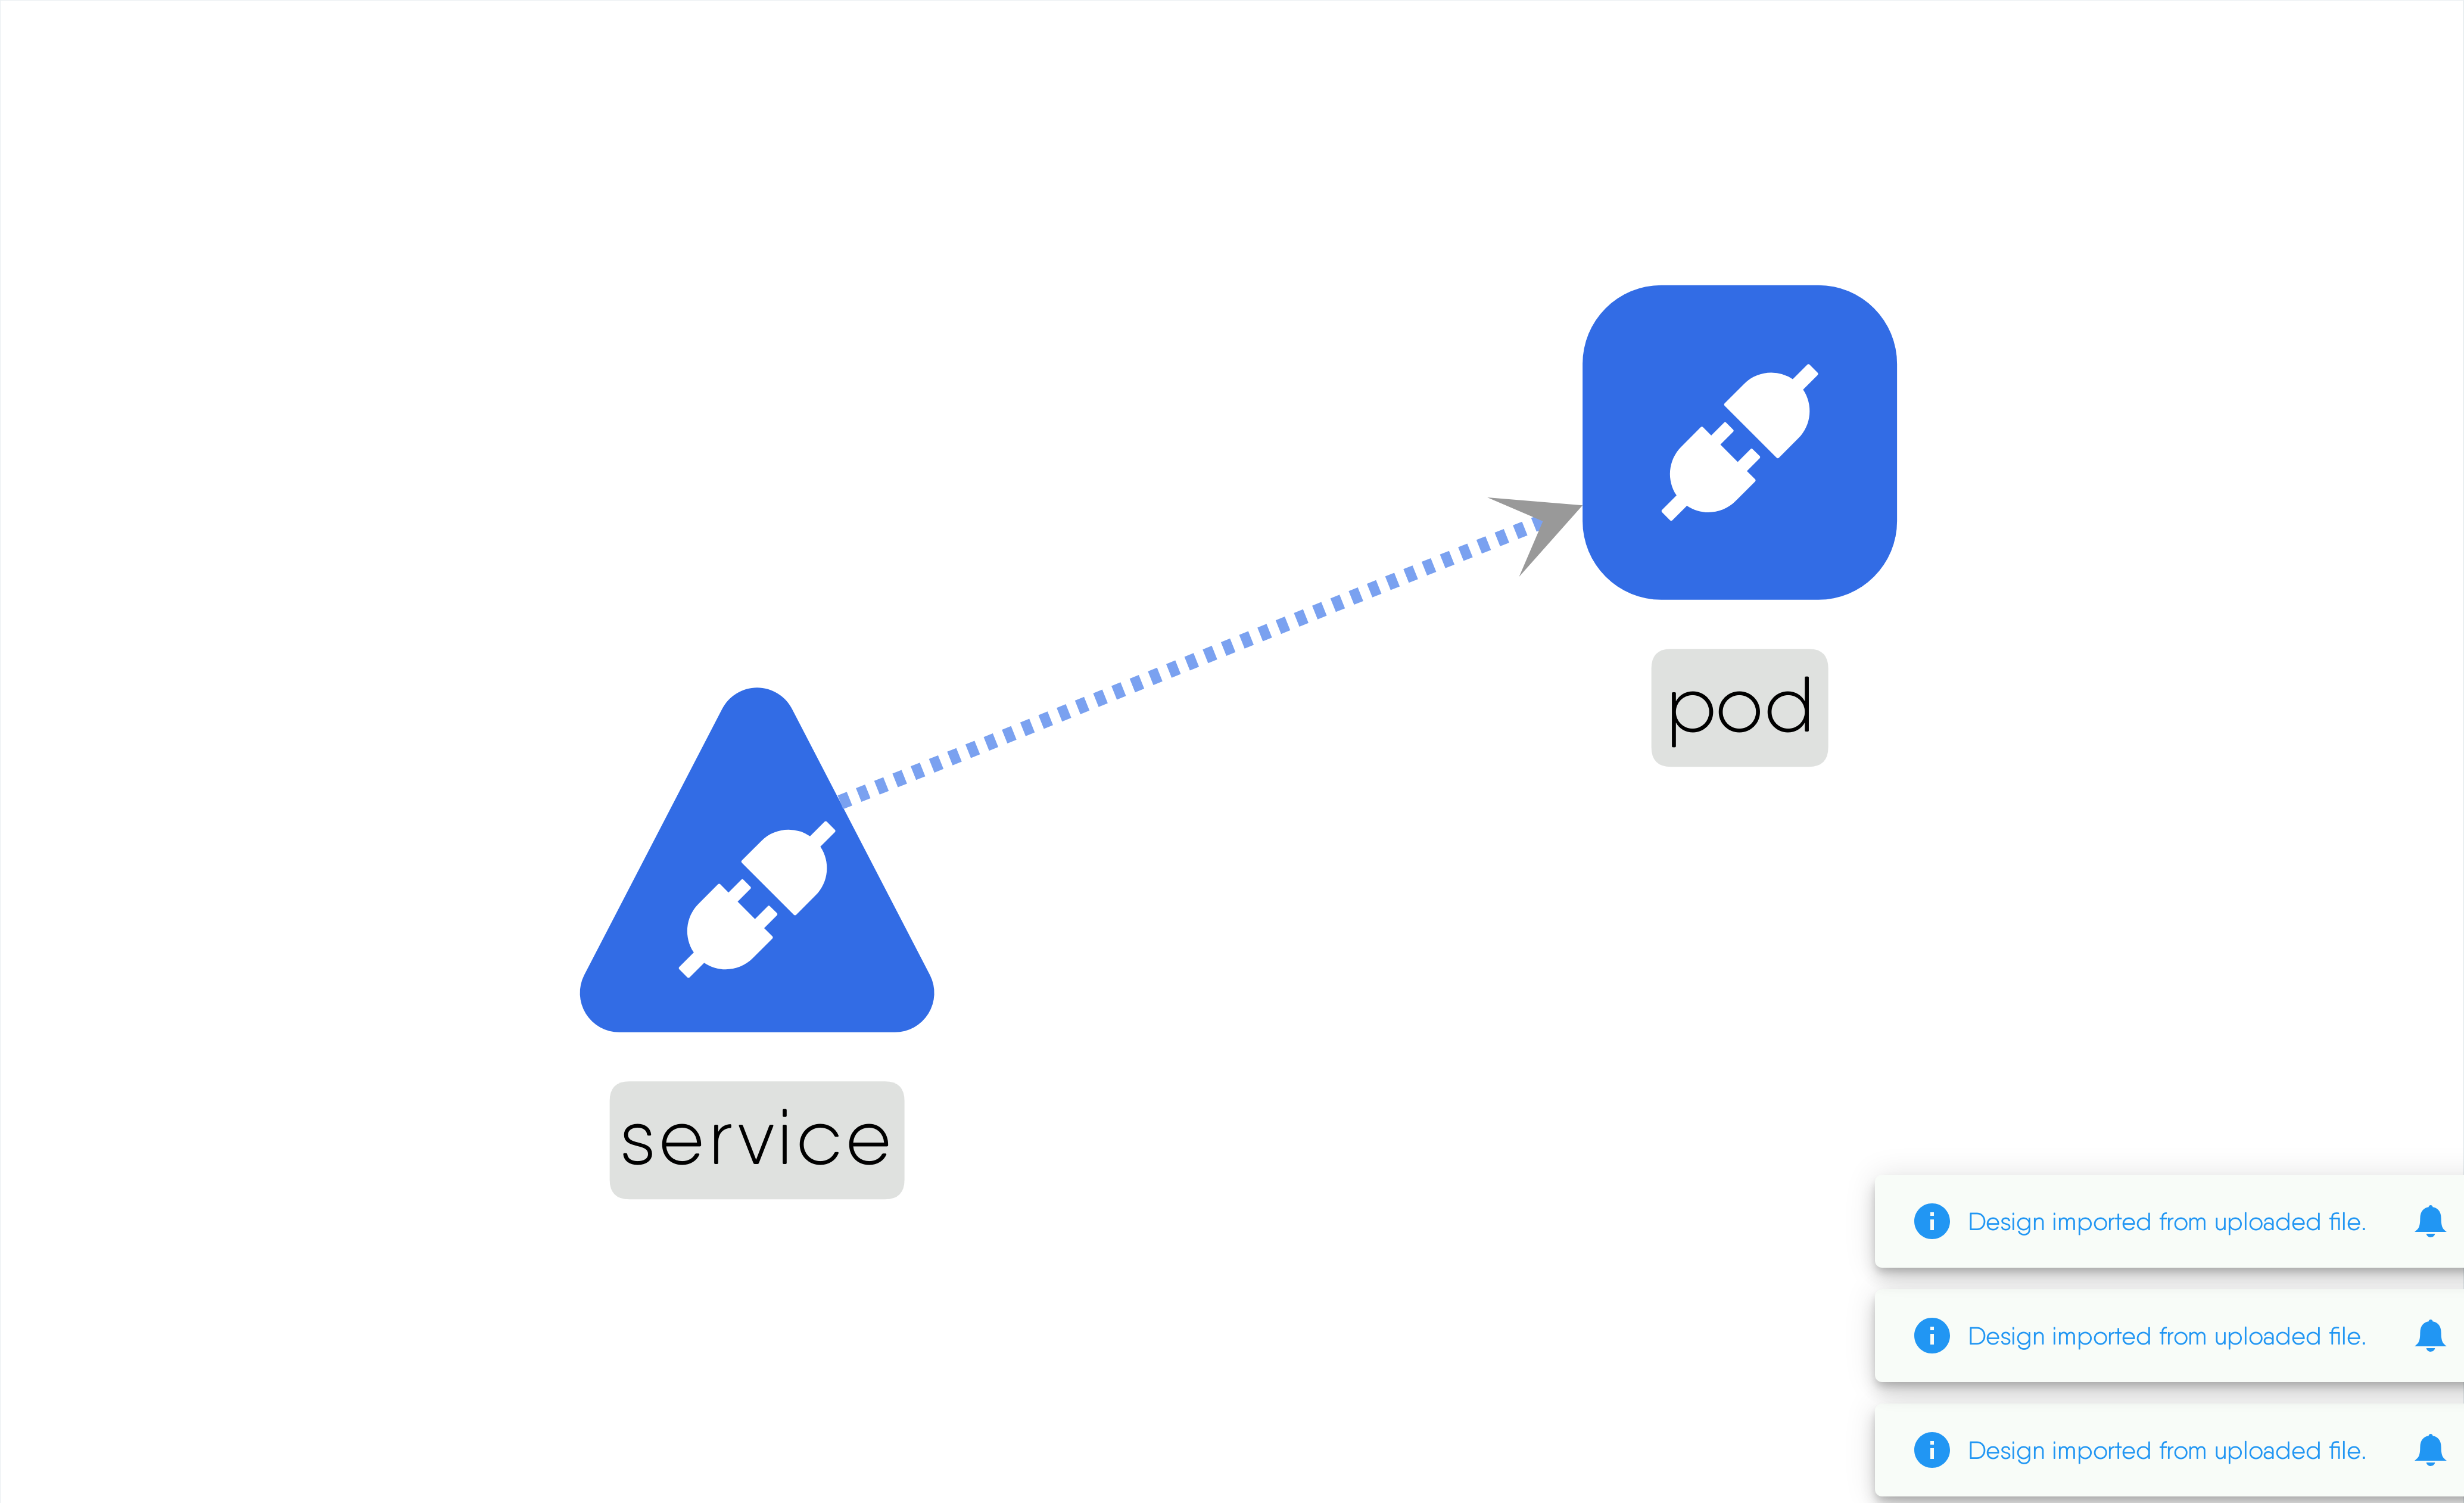 pod
service
Design imported from uploaded file.
Design imported from uploaded file.
Design imported from uploaded file.